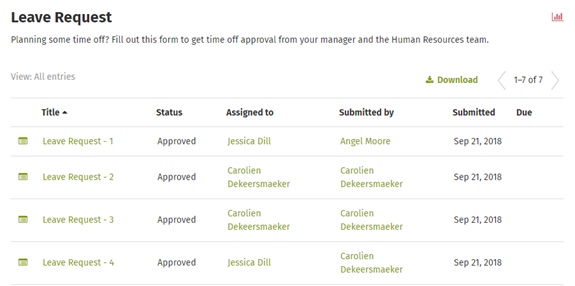 Leave Request
Planning some time off? Fill out this form to get time off approval from your manager and the Human Resources team.
View: All entries
Download 1–7 of 7
Title Status Assigned to Submitted by Submitted Due
Leave Request - 1 Approved Jessica Dill Angel Moore Sep 21, 2018
Leave Request - 2 Approved Carolien Dekeersmaeker Carolien Dekeersmaeker Sep 21, 2018
Leave Request - 3 Approved Carolien Dekeersmaeker Carolien Dekeersmaeker Sep 21, 2018
Leave Request - 4 Approved Jessica Dill Carolien Dekeersmaeker Sep 21, 2018